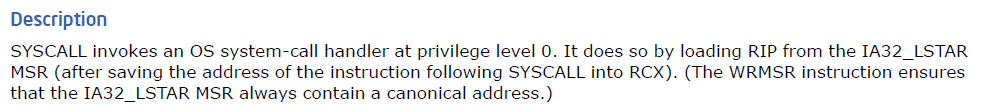 Description
SYSCALL invokes an OS system-call handler at privilege level 0. It does so by loading RIP from the IA32_LSTAR
MSR (after saving the address of the instruction following SYSCALL into RCX). (The WRMSR instruction ensures
that the IA32_LSTAR MSR always contain a canonical address.)